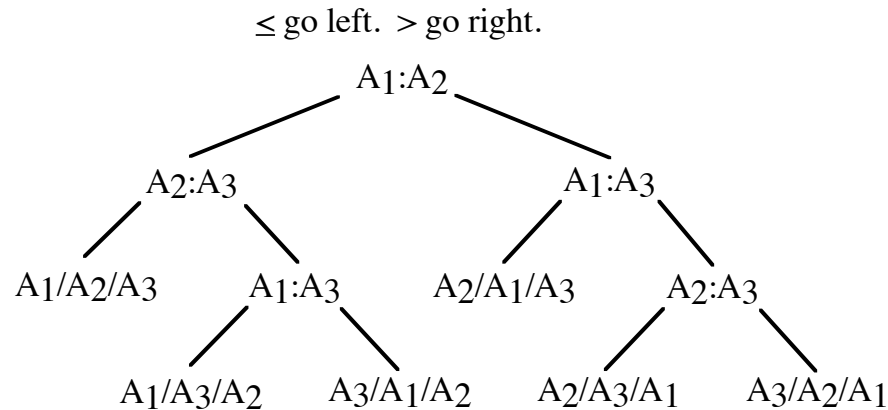 ≤ go left. > go right.
A1:A2
A2:A3 A1:A3
A1/A2/A3 A1:A3 A2/A1/A3 A2:A3
A1/A3/A2 A3/A1/A2 A2/A3/A1 A3/A2/A1